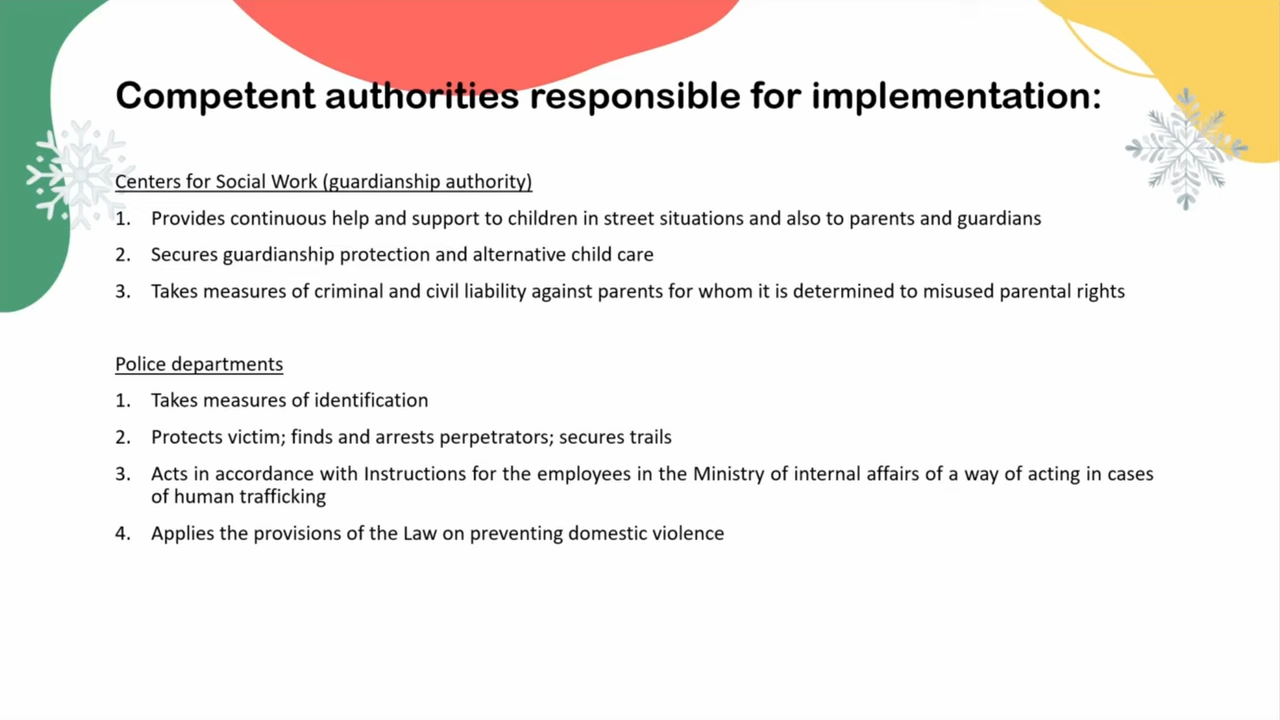 Competent authorities responsible for implementation:
Centers for Social Work (guardianship authority)
1. Provides continuous help and support to children in street situations and also to parents and guardians
2. Secures guardianship protection and alternative child care
3. Takes measures of criminal and civil liability against parents for whom it is determined to misused parental rights
Police departments
1. Takes measures of identification
2. Protects victim; finds and arrests perpetrators; secures trails
3. Acts in accordance with Instructions for the employees in the Ministry of internal affairs of a way of acting in cases
of human trafficking
4. Applies the provisions of the Law on preventing domestic violence